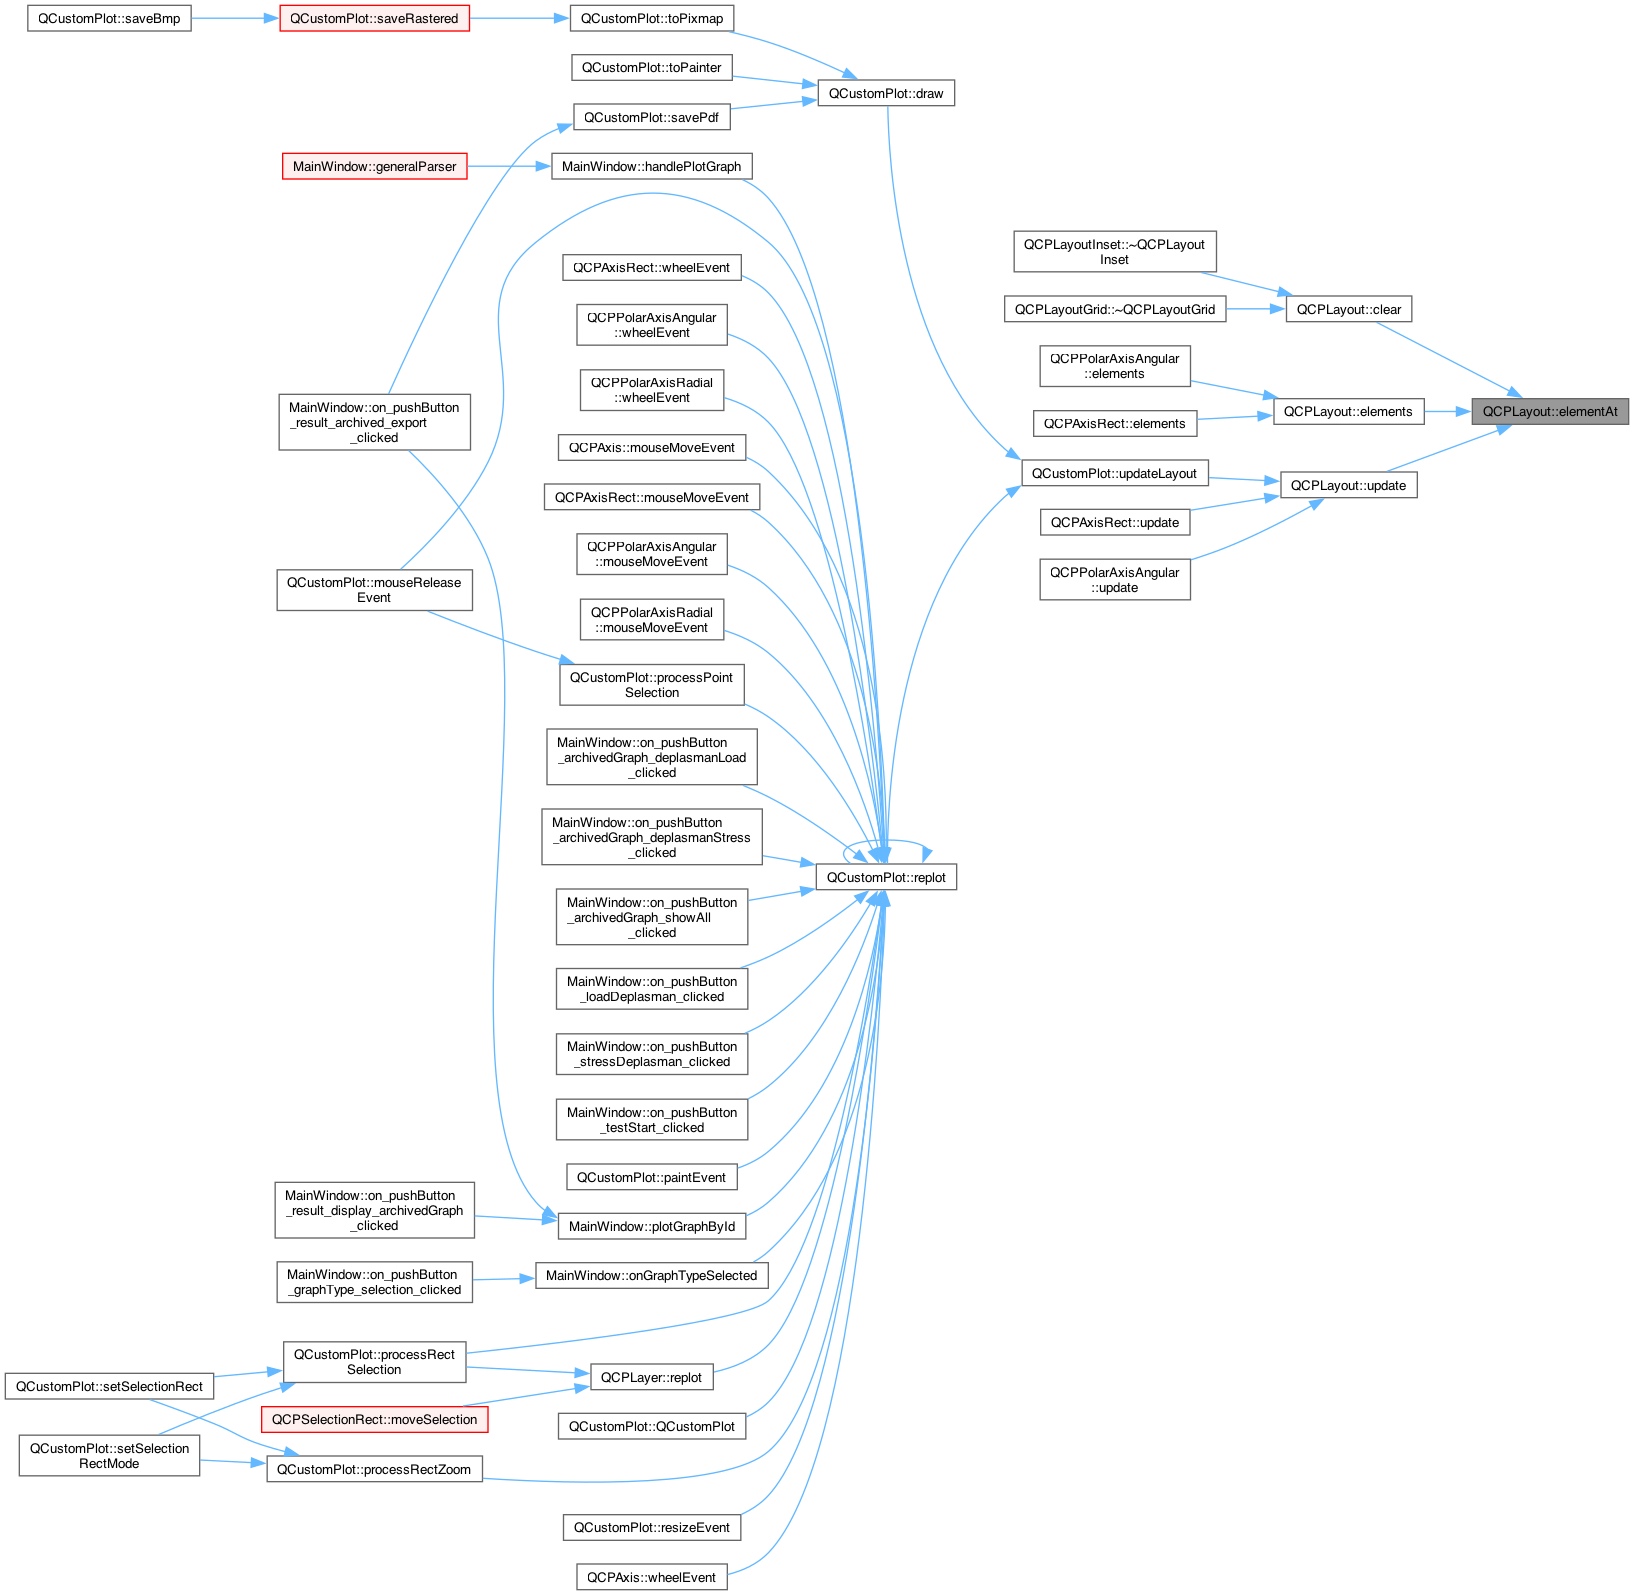 QCustomPlot::saveBmp
QCustomPlot::saveRastered
QCustomPlot::toPixmap
QCustomPlot::toPainter
QCustomPlot::draw
QCustomPlot::savePdf
MainWindow::generalParser
MainWindow::handlePlotGraph
QCPLayoutInset::~QCPLayout
Inset
QCPAxisRect::wheelEvent
QCPLayoutGrid::~QCPLayoutGrid
QCPLayout::clear
QCPPolarAxisAngular
::wheelEvent
QCPPolarAxisAngular
::elements
QCPPolarAxisRadial
::wheelEvent
QCPLayout::elements
QCPLayout::elementAt
MainWindow::on_pushButton
_result_archived_export
_clicked
QCPAxisRect::elements
QCPAxis::mouseMoveEvent
QCustomPlot::updateLayout
QCPLayout::update
QCPAxisRect::mouseMoveEvent
QCPAxisRect::update
QCPPolarAxisAngular
::mouseMoveEvent
QCPPolarAxisAngular
::update
QCustomPlot::mouseRelease
Event
QCPPolarAxisRadial
::mouseMoveEvent
QCustomPlot::processPoint
Selection
MainWindow::on_pushButton
_archivedGraph_deplasmanLoad
_clicked
MainWindow::on_pushButton
_archivedGraph_deplasmanStress
_clicked
QCustomPlot::replot
MainWindow::on_pushButton
_archivedGraph_showAll
_clicked
MainWindow::on_pushButton
_loadDeplasman_clicked
MainWindow::on_pushButton
_stressDeplasman_clicked
MainWindow::on_pushButton
_testStart_clicked
QCustomPlot::paintEvent
MainWindow::on_pushButton
_result_display_archivedGraph
_clicked
MainWindow::plotGraphById
MainWindow::on_pushButton
_graphType_selection_clicked
MainWindow::onGraphTypeSelected
QCustomPlot::processRect
Selection
QCPLayer::replot
QCustomPlot::setSelectionRect
QCPSelectionRect::moveSelection
QCustomPlot::QCustomPlot
QCustomPlot::setSelection
RectMode
QCustomPlot::processRectZoom
QCustomPlot::resizeEvent
QCPAxis::wheelEvent